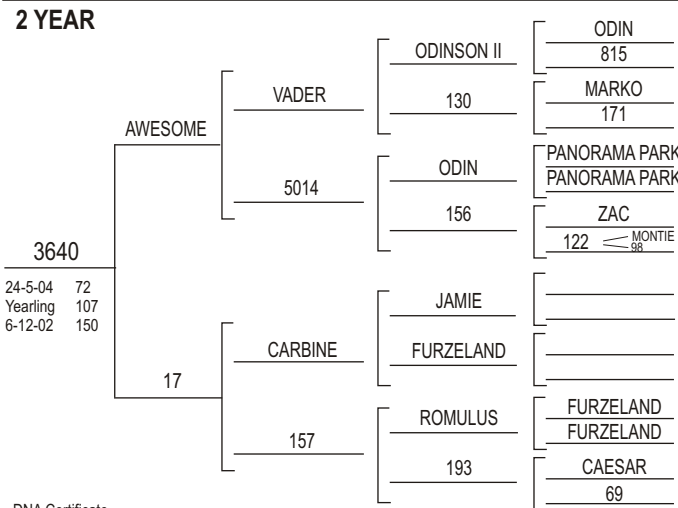 2 YEAR
ODIN
ODINSON II
815
VADER
MARKO
130
171
AWESOME
PANORAMA PARK
ODIN
PANORAMA PARK
5014
ZAC
156
122
MONTIE
98
3640
24-5-04 72
Yearling 107
6-12-02 150
JAMIE
CARBINE
FURZELAND
17
FURZELAND
ROMULUS
FURZELAND
157
CAESAR
193
69
DNA Certificate